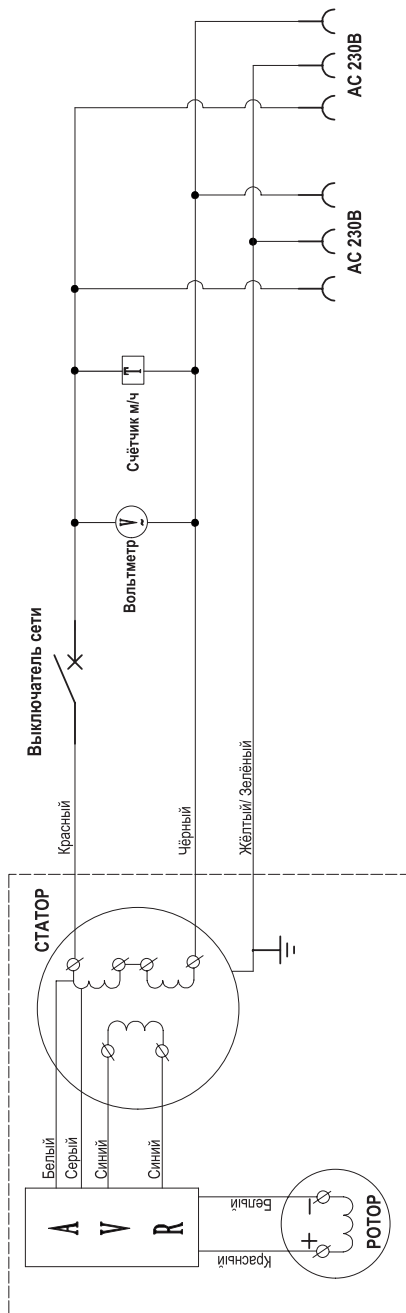 Выключатель сети
Вольтметр
V
~
Счётчик м/ч
T
AC 230В
AC 230В
Красный
Чёрный
Жёлтый/ Зелёный
СТАТОР
Белый
Серый
Синий
Синий
A V R
Красный
Белый
+ –
РОТОР